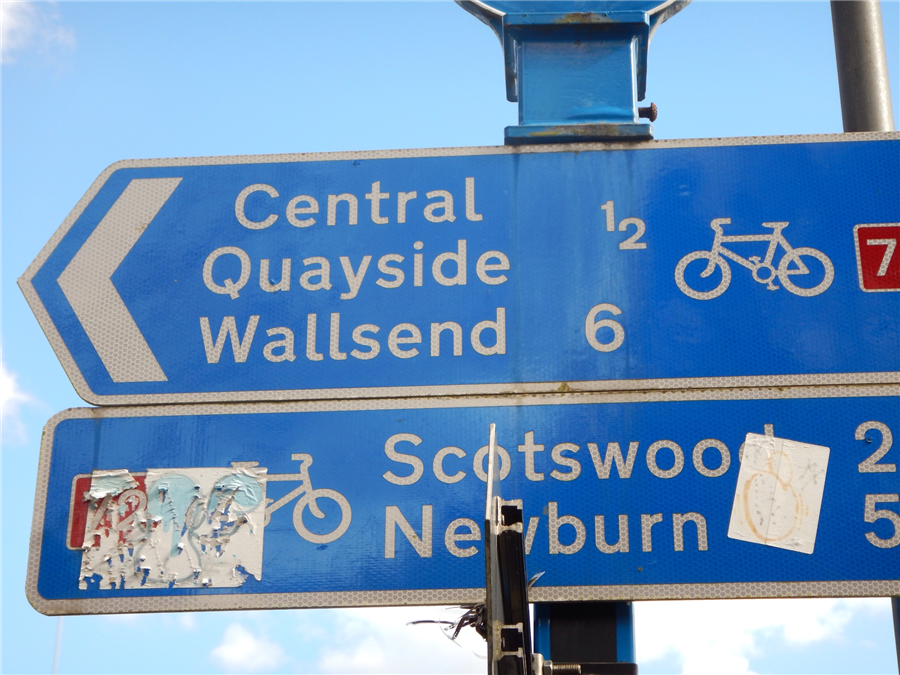 Central
Quayside ½
Wallsend 6
7
Scotswood 2
Newburn 5